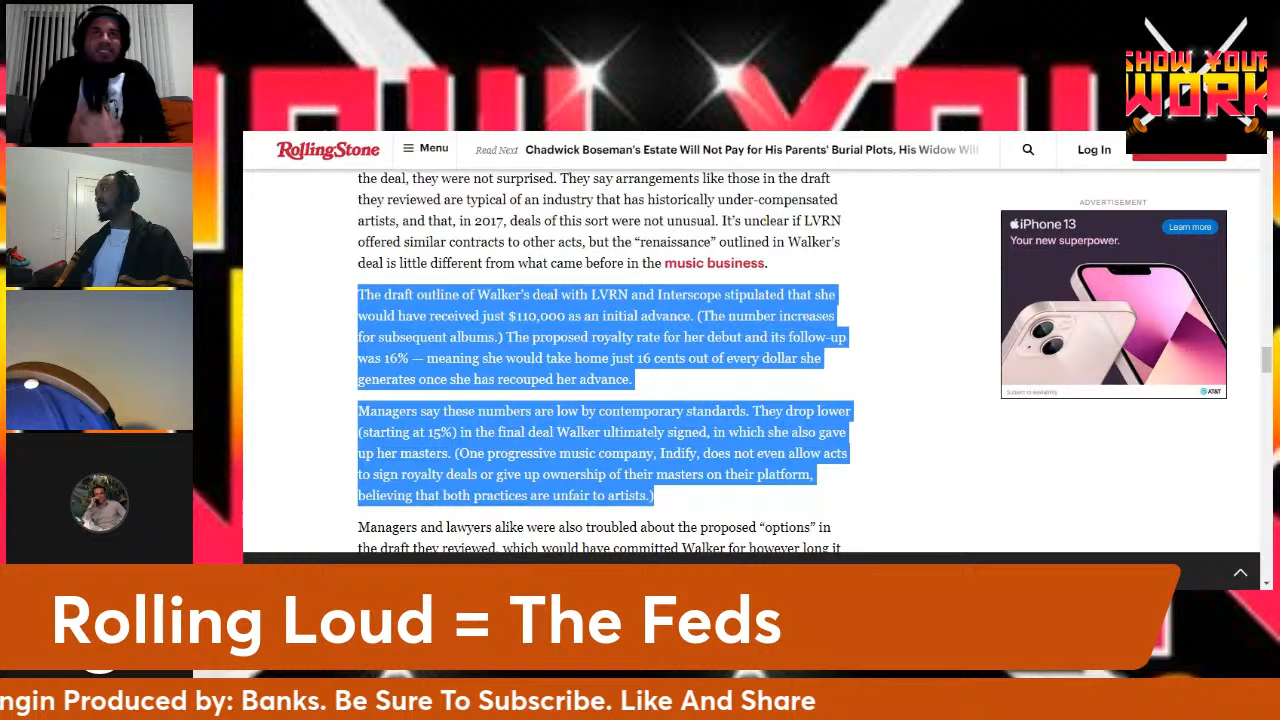 SHOW YOUR
WORK
RollingStone
Menu
Read Next
Chadwick Boseman's Estate Will Not Pay for His Parents' Burial Plots, His Widow Will
Log In
the deal, they were not surprised. They say arrangements like those in the draft
they reviewed are typical of an industry that has historically under-compensated
artists, and that, in 2017, deals of this sort were not unusual. It’s unclear if LVRN
offered similar contracts to other acts, but the “renaissance” outlined in Walker’s
deal is little different from what came before in the music business.
The draft outline of Walker’s deal with LVRN and Interscope stipulated that she
would have received just $110,000 as an initial advance. (The number increases
for subsequent albums.) The proposed royalty rate for her debut and its follow-up
was 16% — meaning she would take home just 16 cents out of every dollar she
generates once she has recouped her advance.
Managers say these numbers are low by contemporary standards. They drop lower
(starting at 15%) in the final deal Walker ultimately signed, in which she also gave
up her masters. (One progressive music company, Indify, does not even allow acts
to sign royalty deals or give up ownership of their masters on their platform,
believing that both practices are unfair to artists.)
Managers and lawyers alike were also troubled about the proposed “options” in
the draft they reviewed, which would have committed Walker for however long it
ADVERTISEMENT
iPhone 13
Learn more
Your new superpower.
Subject to availability.
AT&T
Rolling Loud = The Feds
ngin Produced by: Banks. Be Sure To Subscribe. Like And Share